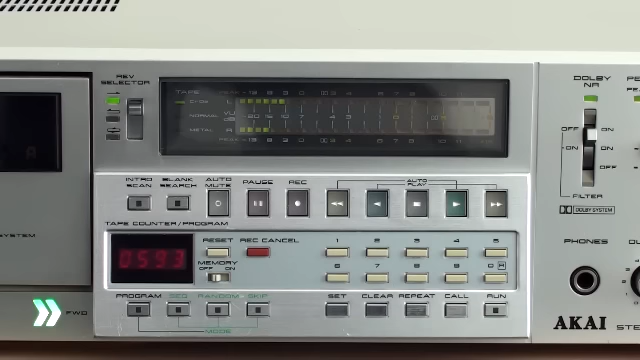 REV
SELECTOR
TAPE
NORMAL
METAL
VU
dB
L
R
DOLBY
NR
OFF ON
ON OFF
FILTER
DOLBY SYSTEM
INTRO
SCAN
BLANK
SEARCH
AUTO
MUTE
PAUSE
REC
AUTO
PLAY
TAPE COUNTER/PROGRAM
0593
RESET
REC CANCEL
MEMORY
OFF ON
1 2 3 4 5
6 7 8 9 0
PROGRAM
SEQ
RANDOM
SKIP
MODE
SET
CLEAR
REPEAT
CALL
RUN
PHONES
SYSTEM
FWD
AKAI